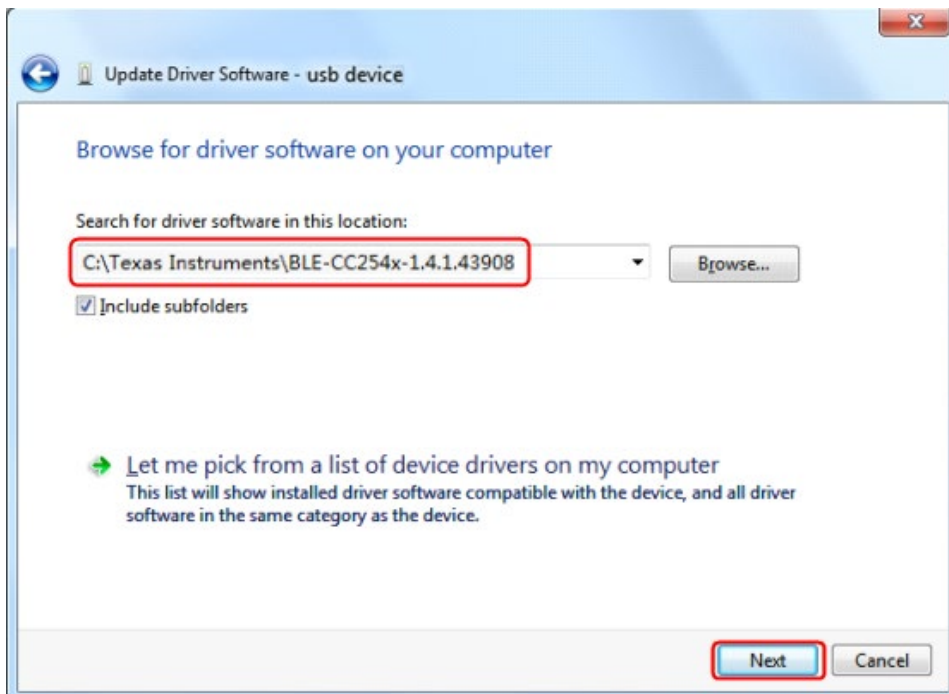 Update Driver Software - usb device
Browse for driver software on your computer
Search for driver software in this location:
C:\Texas Instruments\BLE-CC254x-1.4.1.43908
Browse...
Include subfolders
Let me pick from a list of device drivers on my computer
This list will show installed driver software compatible with the device, and all driver
software in the same category as the device.
Next
Cancel